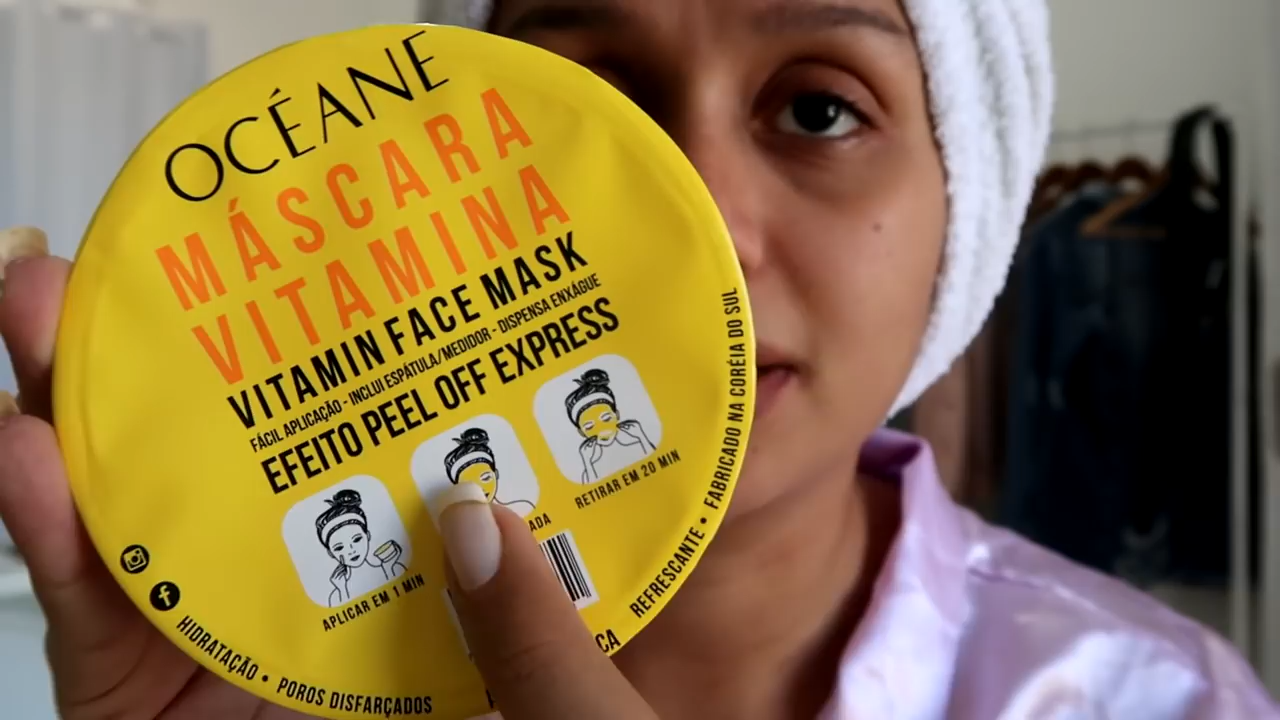 OCÉANE
MÁSCARA
VITAMINA
VITAMIN FACE MASK
FÁCIL APLICAÇÃO - INCLUI ESPÁTULA/MEDIDOR - DISPENSA ENXÁGUE
EFEITO PEEL OFF EXPRESS
APLICAR EM 1 MIN
RETIRAR EM 20 MIN
HIDRATAÇÃO • POROS DISFARÇADOS
REFRESCANTE • FABRICADO NA CORÉIA DO SUL